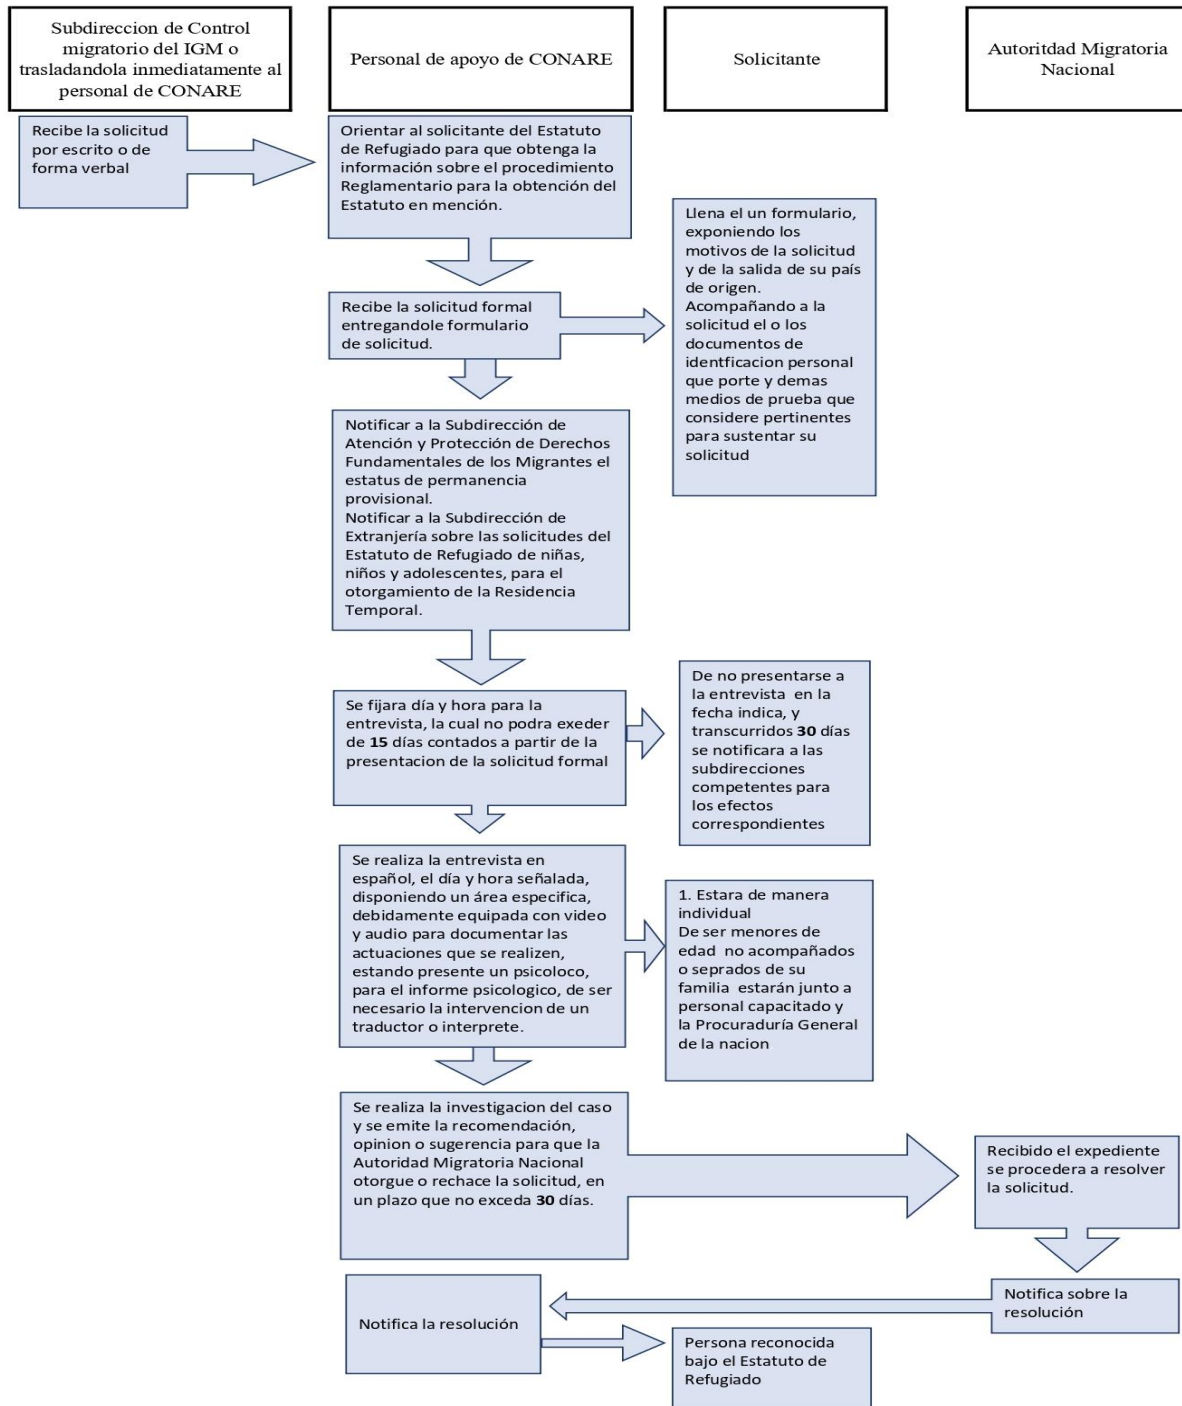 Subdireccion de Control
migratorio del IGM o
trasladandola inmediatamente al
personal de CONARE
Personal de apoyo de CONARE
Solicitante
Autoritdad Migratoria
Nacional
Recibe la solicitud
por escrito o de
forma verbal
Orientar al solicitante del Estatuto
de Refugiado para que obtenga la
información sobre el procedimiento
Reglamentario para la obtención del
Estatuto en mención.
Recibe la solicitud formal
entregandole formulario
de solicitud.
Llena el un formulario,
exponiendo los
motivos de la solicitud
y de la salida de su país
de origen.
Acompañando a la
solicitud el o los
documentos de
identficacion personal
que porte y demas
medios de prueba que
considere pertinentes
para sustentar su
solicitud
Notificar a la Subdirección de
Atención y Protección de Derechos
Fundamentales de los Migrantes el
estatus de permanencia
provisional.
Notificar a la Subdirección de
Extranjería sobre las solicitudes del
Estatuto de Refugiado de niñas,
niños y adolescentes, para el
otorgamiento de la Residencia
Temporal.
Se fijara día y hora para la
entrevista, la cual no podra exeder
de 15 días contados a partir de la
presentacion de la solicitud formal
De no presentarse a
la entrevista en la
fecha indica, y
transcurridos 30 días
se notificara a las
subdirecciones
competentes para
los efectos
correspondientes
Se realiza la entrevista en
español, el día y hora señalada,
disponiendo un área especifica,
debidamente equipada con video
y audio para documentar las
actuaciones que se realizen,
estando presente un psicoloco,
para el informe psicologico, de ser
necesario la intervencion de un
traductor o interprete.
1. Estara de manera
individual
De ser menores de
edad no acompañados
o seprados de su
familia estarán junto a
personal capacitado y
la Procuraduría General
de la nacion
Se realiza la investigacion del caso
y se emite la recomendación,
opinion o sugerencia para que la
Autoridad Migratoria Nacional
otorgue o rechace la solicitud, en
un plazo que no exceda 30 días.
Recibido el expediente
se procedera a resolver
la solicitud.
Notifica sobre la
resolución
Notifica la resolución
Persona reconocida
bajo el Estatuto de
Refugiado